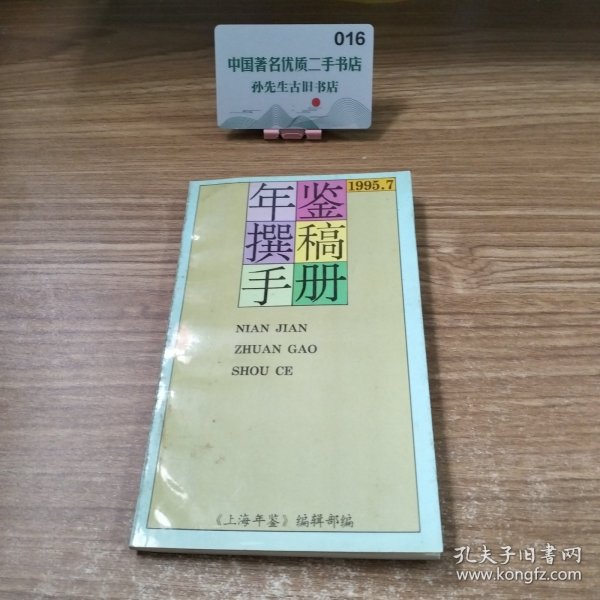 016
中国著名优质二手书店
孙先生古旧书店
1995.7
年鉴
撰稿
手册
NIAN JIAN
ZHUAN GAO
SHOU CE
《上海年鉴》编辑部编
孔夫子旧书网
www.kongfz.com